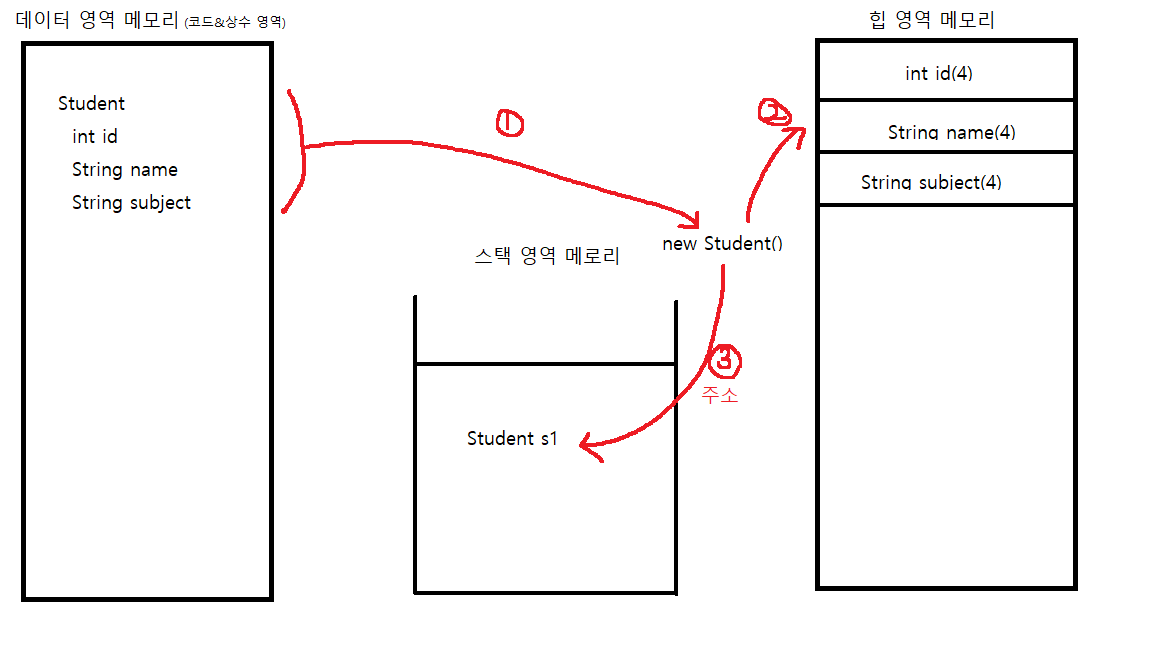 데이터 영역 메모리 (코드&상수 영역)
Student
int id
String name
String subject
①
new Student()
②
힙 영역 메모리
int id(4)
String name(4)
String subject(4)
스택 영역 메로리
③
주소
Student s1